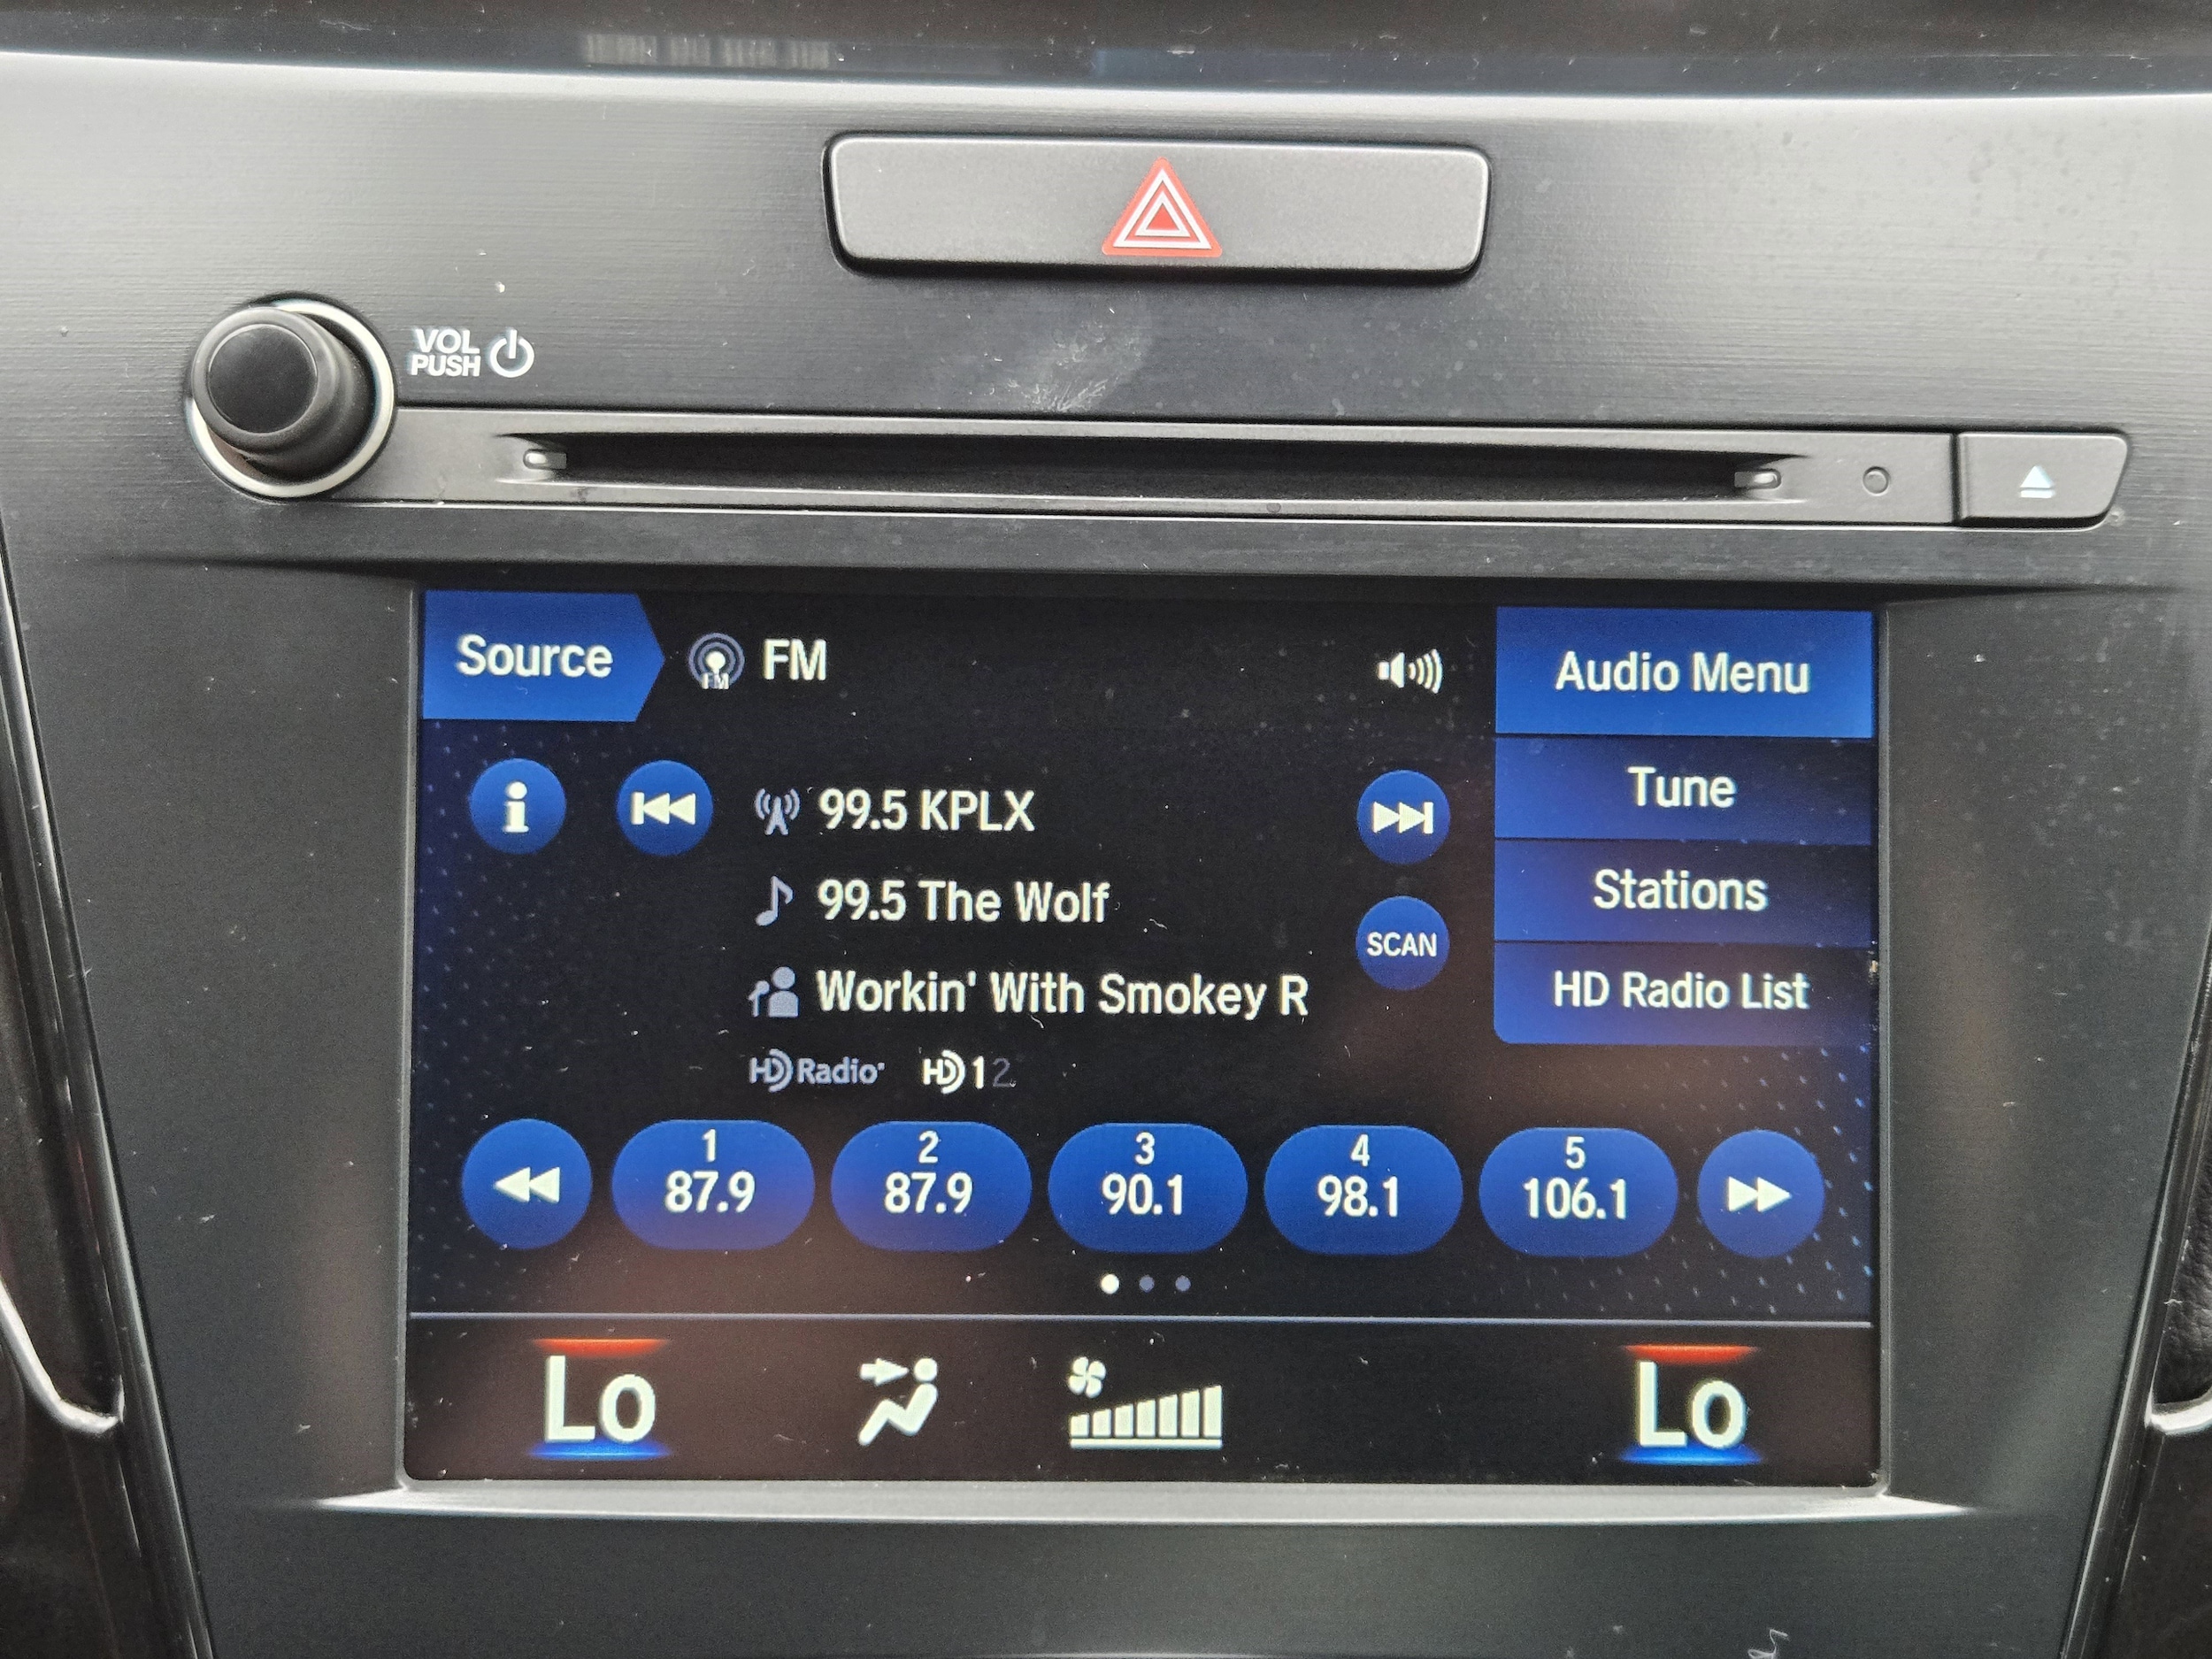 VOL
PUSH
Source
FM
FM
Audio Menu
99.5 KPLX
Tune
99.5 The Wolf
Stations
SCAN
Workin' With Smokey R
HD Radio List
HD Radio HD 1 2
1
87.9
2
87.9
3
90.1
4
98.1
5
106.1
Lo
Lo